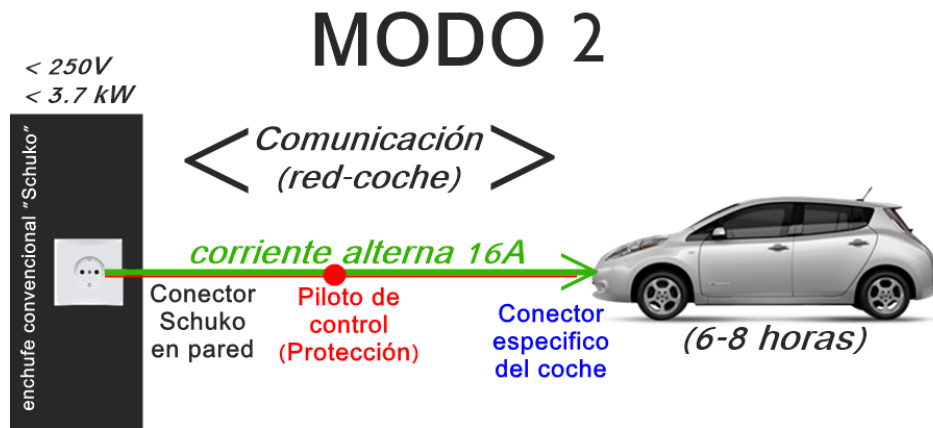 MODO 2
< 250V
< 3.7 kW
enchufe convencional "Schuko"
Comunicación
(red-coche)
corriente alterna 16A
Conector
Schuko
en pared
Piloto de
control
(Protección)
Conector
especifico
del coche
(6-8 horas)